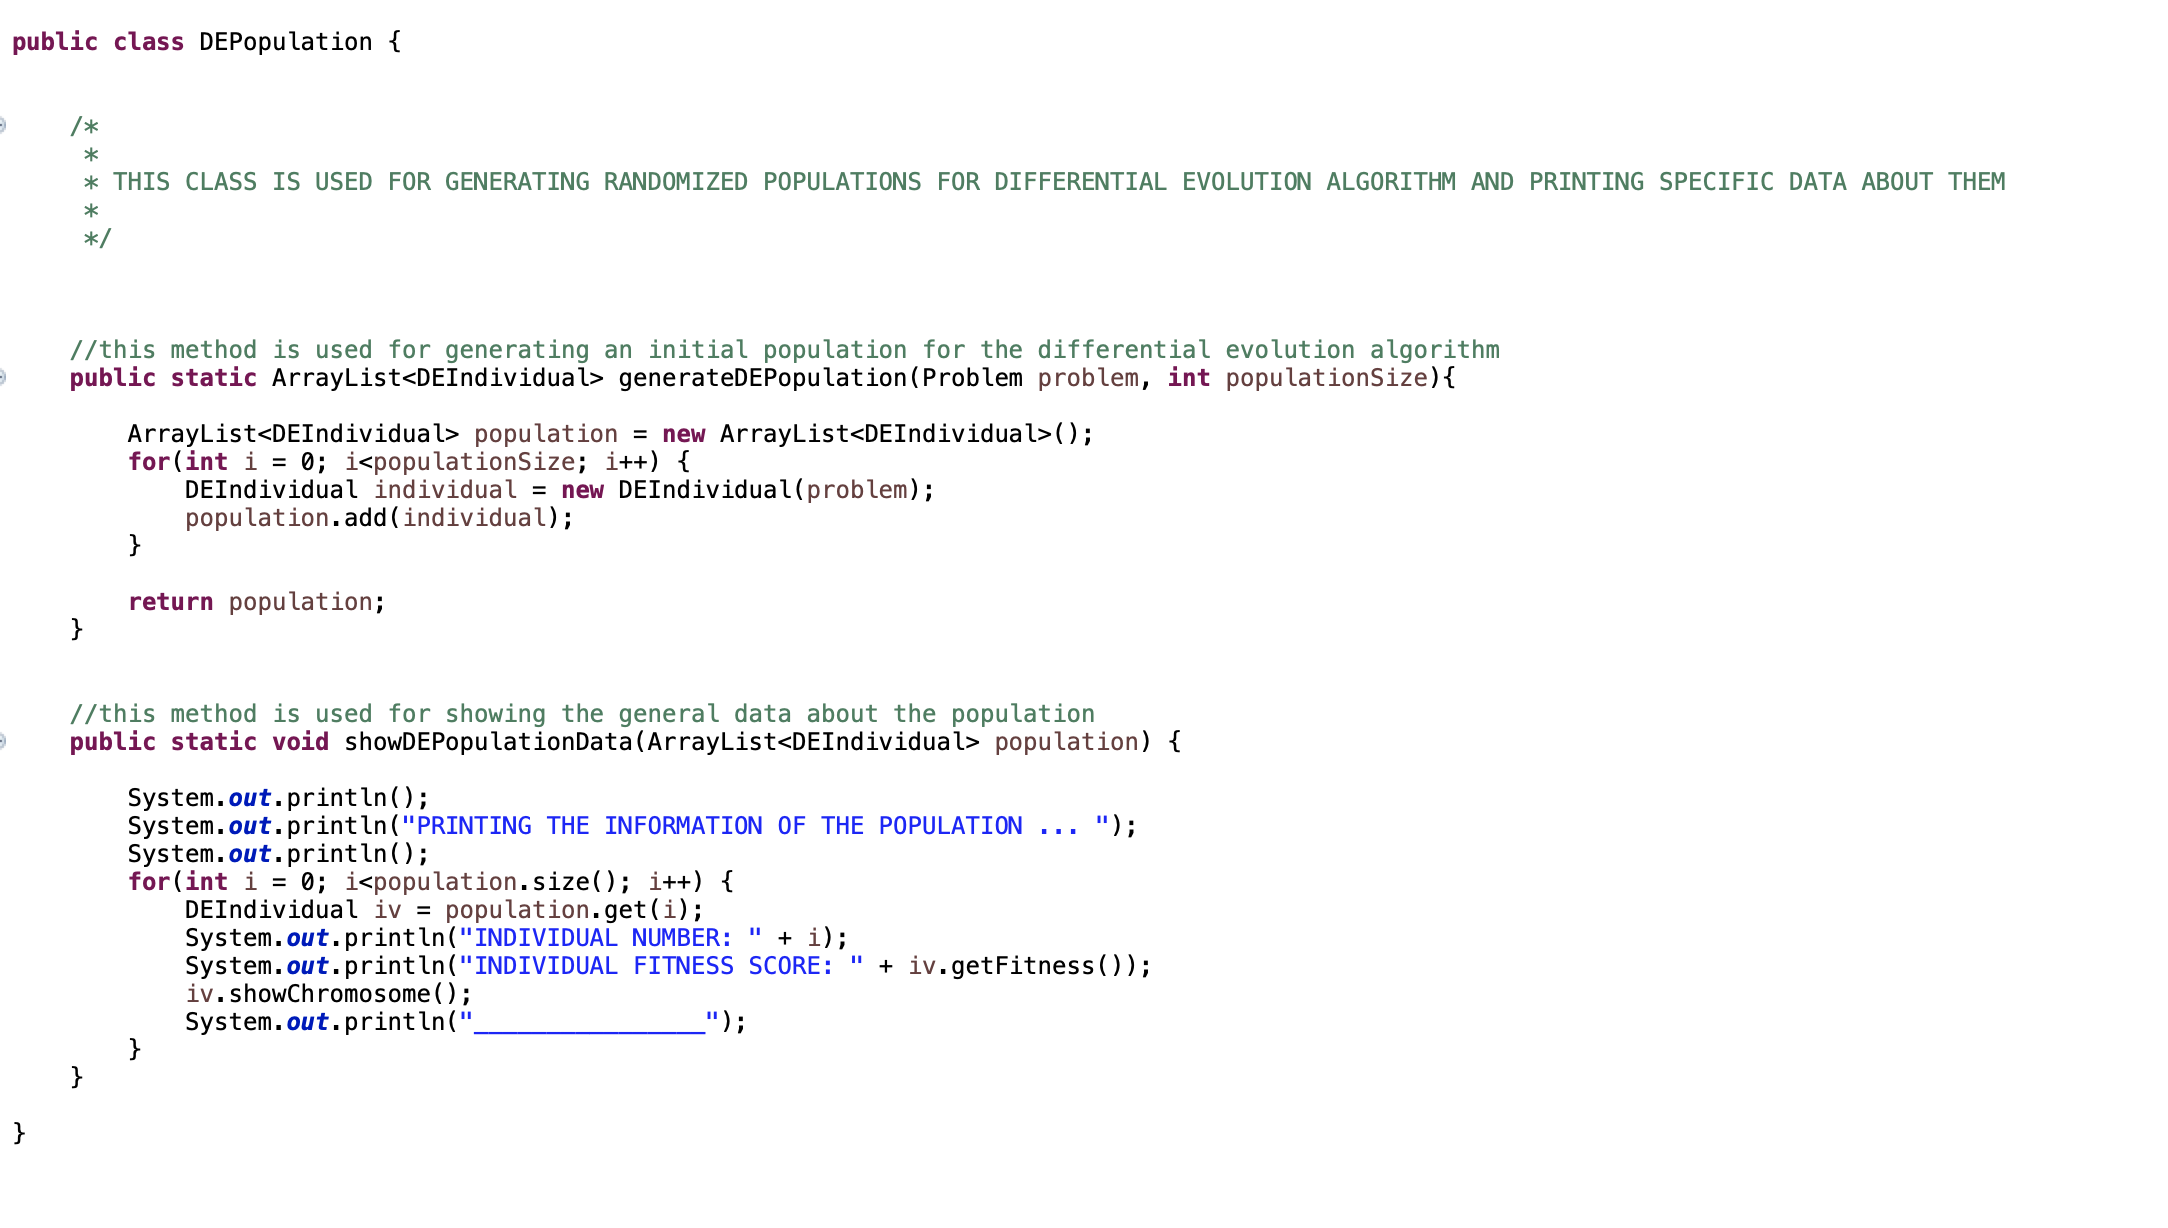 public class DEPopulation {
/*
*
* THIS CLASS IS USED FOR GENERATING RANDOMIZED POPULATIONS FOR DIFFERENTIAL EVOLUTION ALGORITHM AND PRINTING SPECIFIC DATA ABOUT THEM
*
*/
//this method is used for generating an initial population for the differential evolution algorithm
public static ArrayList<DEIndividual> generateDEPopulation(Problem problem, int populationSize){
ArrayList<DEIndividual> population = new ArrayList<DEIndividual>();
for(int i = 0; i<populationSize; i++) {
DEIndividual individual = new DEIndividual(problem);
population.add(individual);
}
return population;
}
//this method is used for showing the general data about the population
public static void showDEPopulationData(ArrayList<DEIndividual> population) {
System.out.println();
System.out.println("PRINTING THE INFORMATION OF THE POPULATION ... ");
System.out.println();
for(int i = 0; i<population.size(); i++) {
DEIndividual iv = population.get(i);
System.out.println("INDIVIDUAL NUMBER: " + i);
System.out.println("INDIVIDUAL FITNESS SCORE: " + iv.getFitness());
iv.showChromosome();
System.out.println("________________");
}
}
}